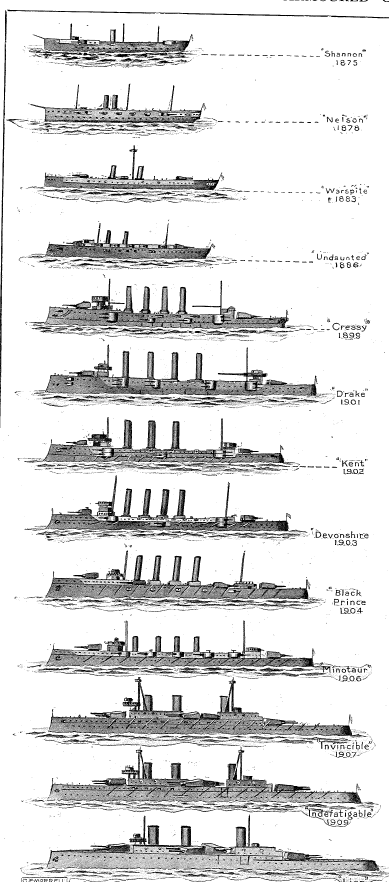 "Shannon"
1875
"Nelson"
1878
"Warspite"
1883
"Undaunted"
1886
"Cressy"
1899
"Drake"
1901
"Kent"
1902
"Devonshire
1903
"Black
Prince
1904
"Minotaur"
1906
"Invincible"
1907
Indefatigable
1909